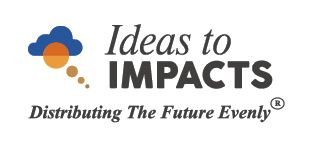 Ideas to
IMPACTS
Distributing The Future Evenly®